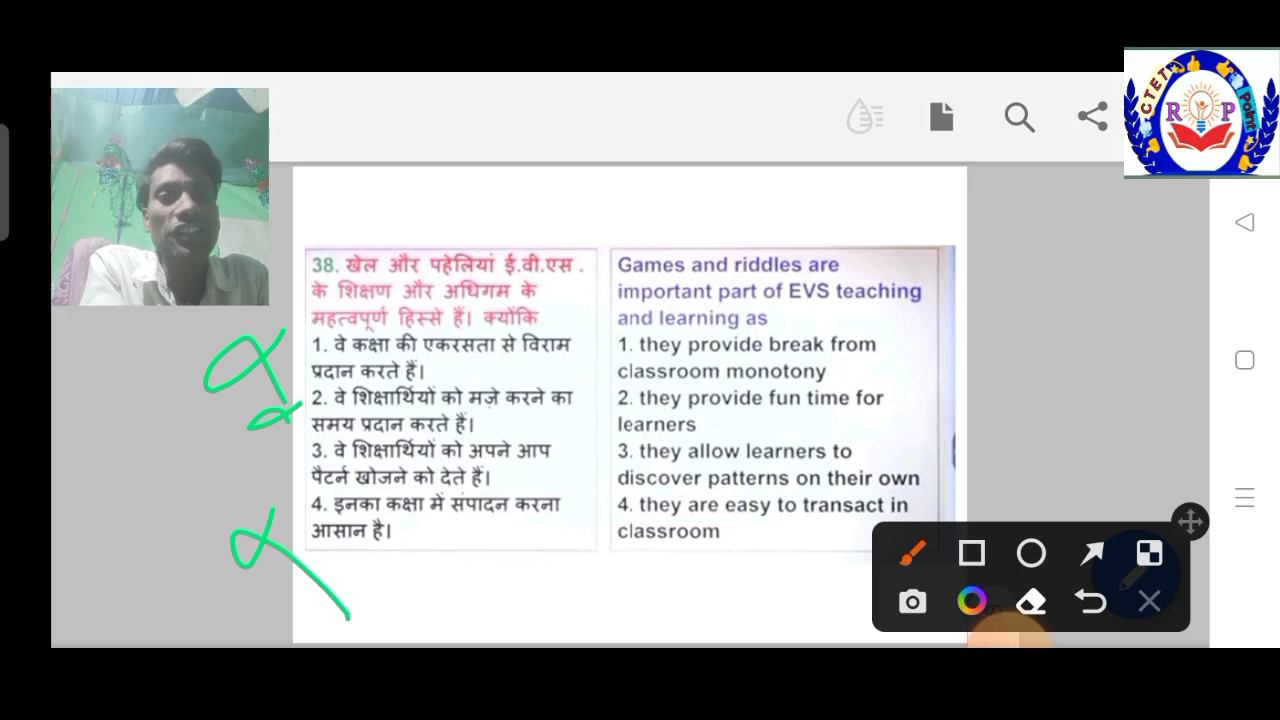 CTET Point
R P
38. खेल और पहेलियां ई.वी.एस.
के शिक्षण और अधिगम के
महत्वपूर्ण हिस्से हैं। क्योंकि
1. वे कक्षा की एकरसता से विराम
प्रदान करते हैं।
2. वे शिक्षार्थियों को मज़े करने का
समय प्रदान करते हैं।
3. वे शिक्षार्थियों को अपने आप
पैटर्न खोजने को देते हैं।
4. इनका कक्षा में संपादन करना
आसान है।
Games and riddles are
important part of EVS teaching
and learning as
1. they provide break from
classroom monotony
2. they provide fun time for
learners
3. they allow learners to
discover patterns on their own
4. they are easy to transact in
classroom